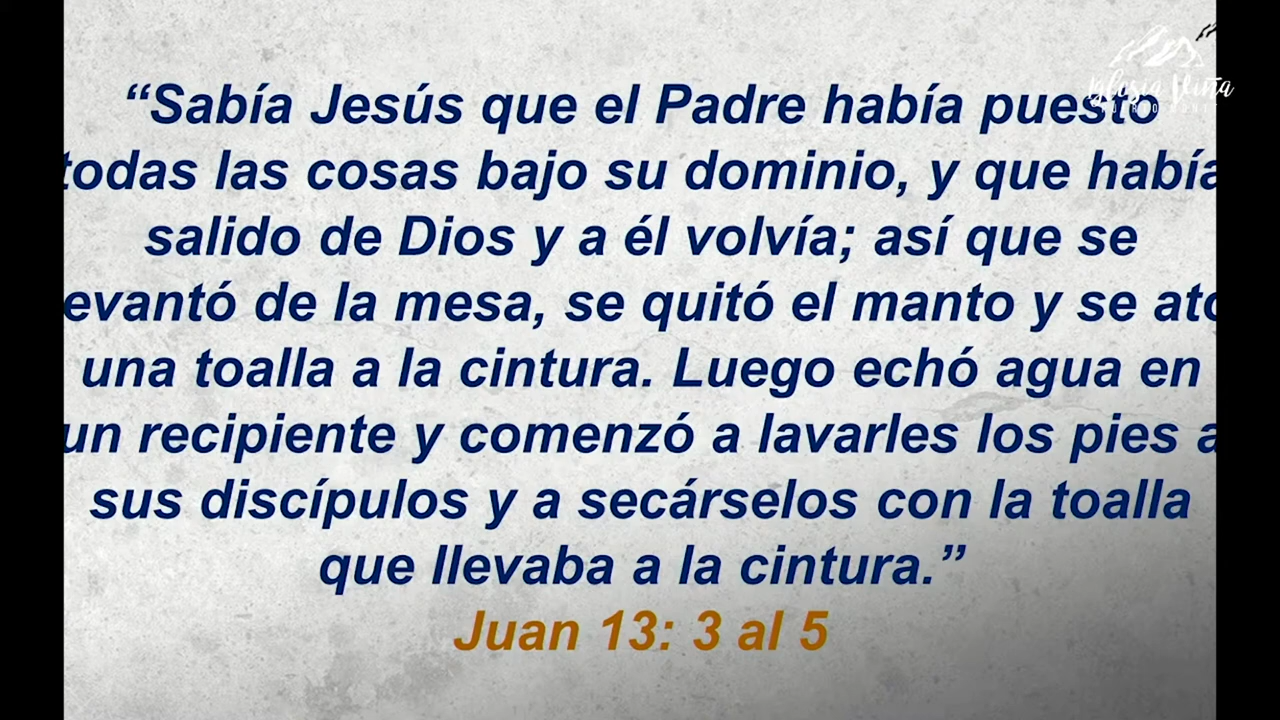 “Sabía Jesús que el Padre había puesto
todas las cosas bajo su dominio, y que había
salido de Dios y a él volvía; así que se
levantó de la mesa, se quitó el manto y se ató
una toalla a la cintura. Luego echó agua en
un recipiente y comenzó a lavarles los pies a
sus discípulos y a secárselos con la toalla
que llevaba a la cintura.”
Juan 13: 3 al 5
Iglesia